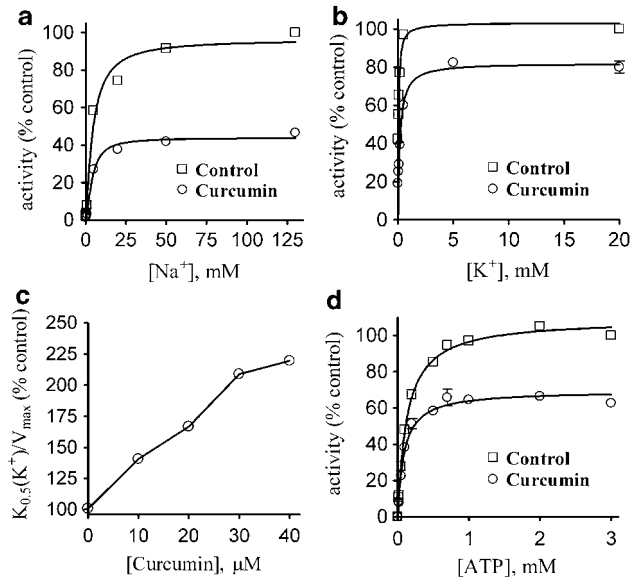 a
activity (% control)
100
80
60
40
20
0
Control
Curcumin
0 25 50 75 100 125
[Na⁺], mM
b
activity (% control)
100
80
60
40
20
0
Control
Curcumin
0 5 10 15 20
[K⁺], mM
c
K₀.₅(K⁺)/Vmax (% control)
250
225
200
175
150
125
100
0 10 20 30 40
[Curcumin], μM
d
activity (% control)
100
80
60
40
20
0
Control
Curcumin
0 1 2 3
[ATP], mM